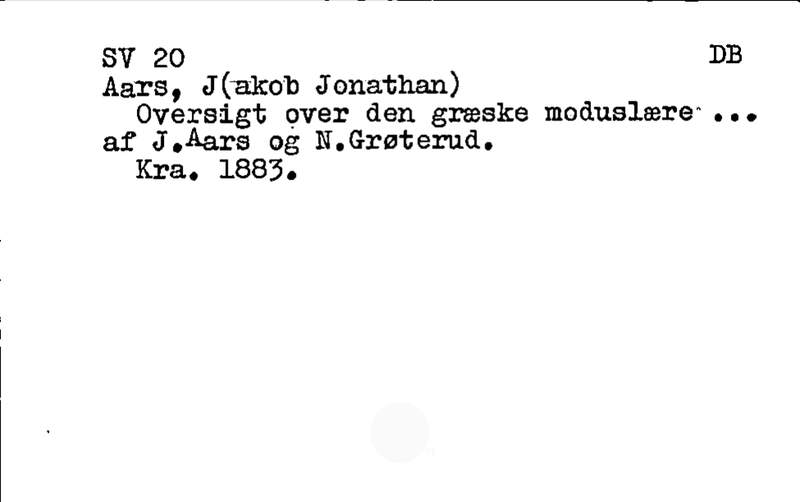 SV 20 DB
Aars, J(akob Jonathan)
Oversigt over den græske moduslære ...
af J.Aars og N.Grøterud.
Kra. 1883.